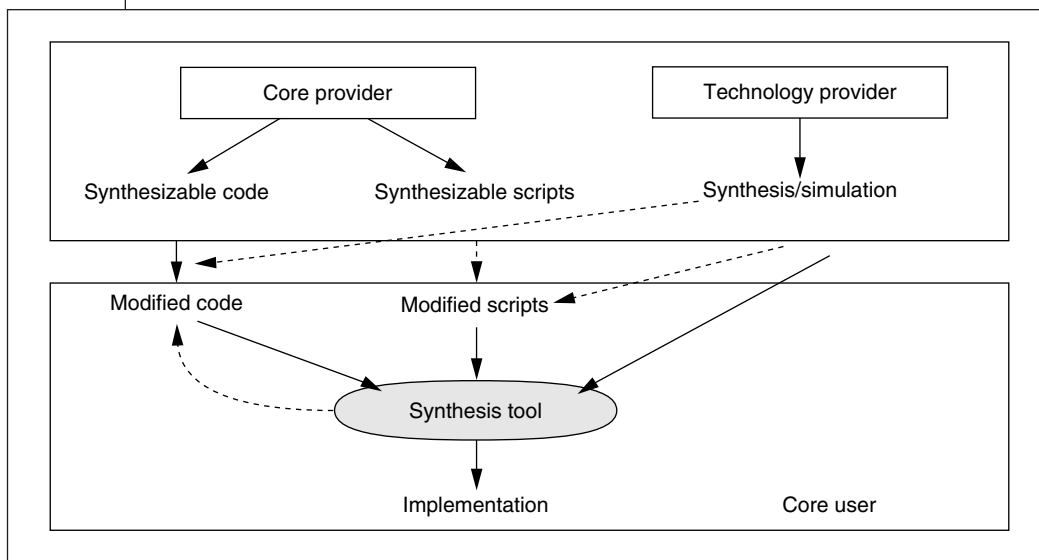 Core provider
Technology provider
Synthesizable code
Synthesizable scripts
Synthesis/simulation
Modified code
Modified scripts
Synthesis tool
Implementation
Core user